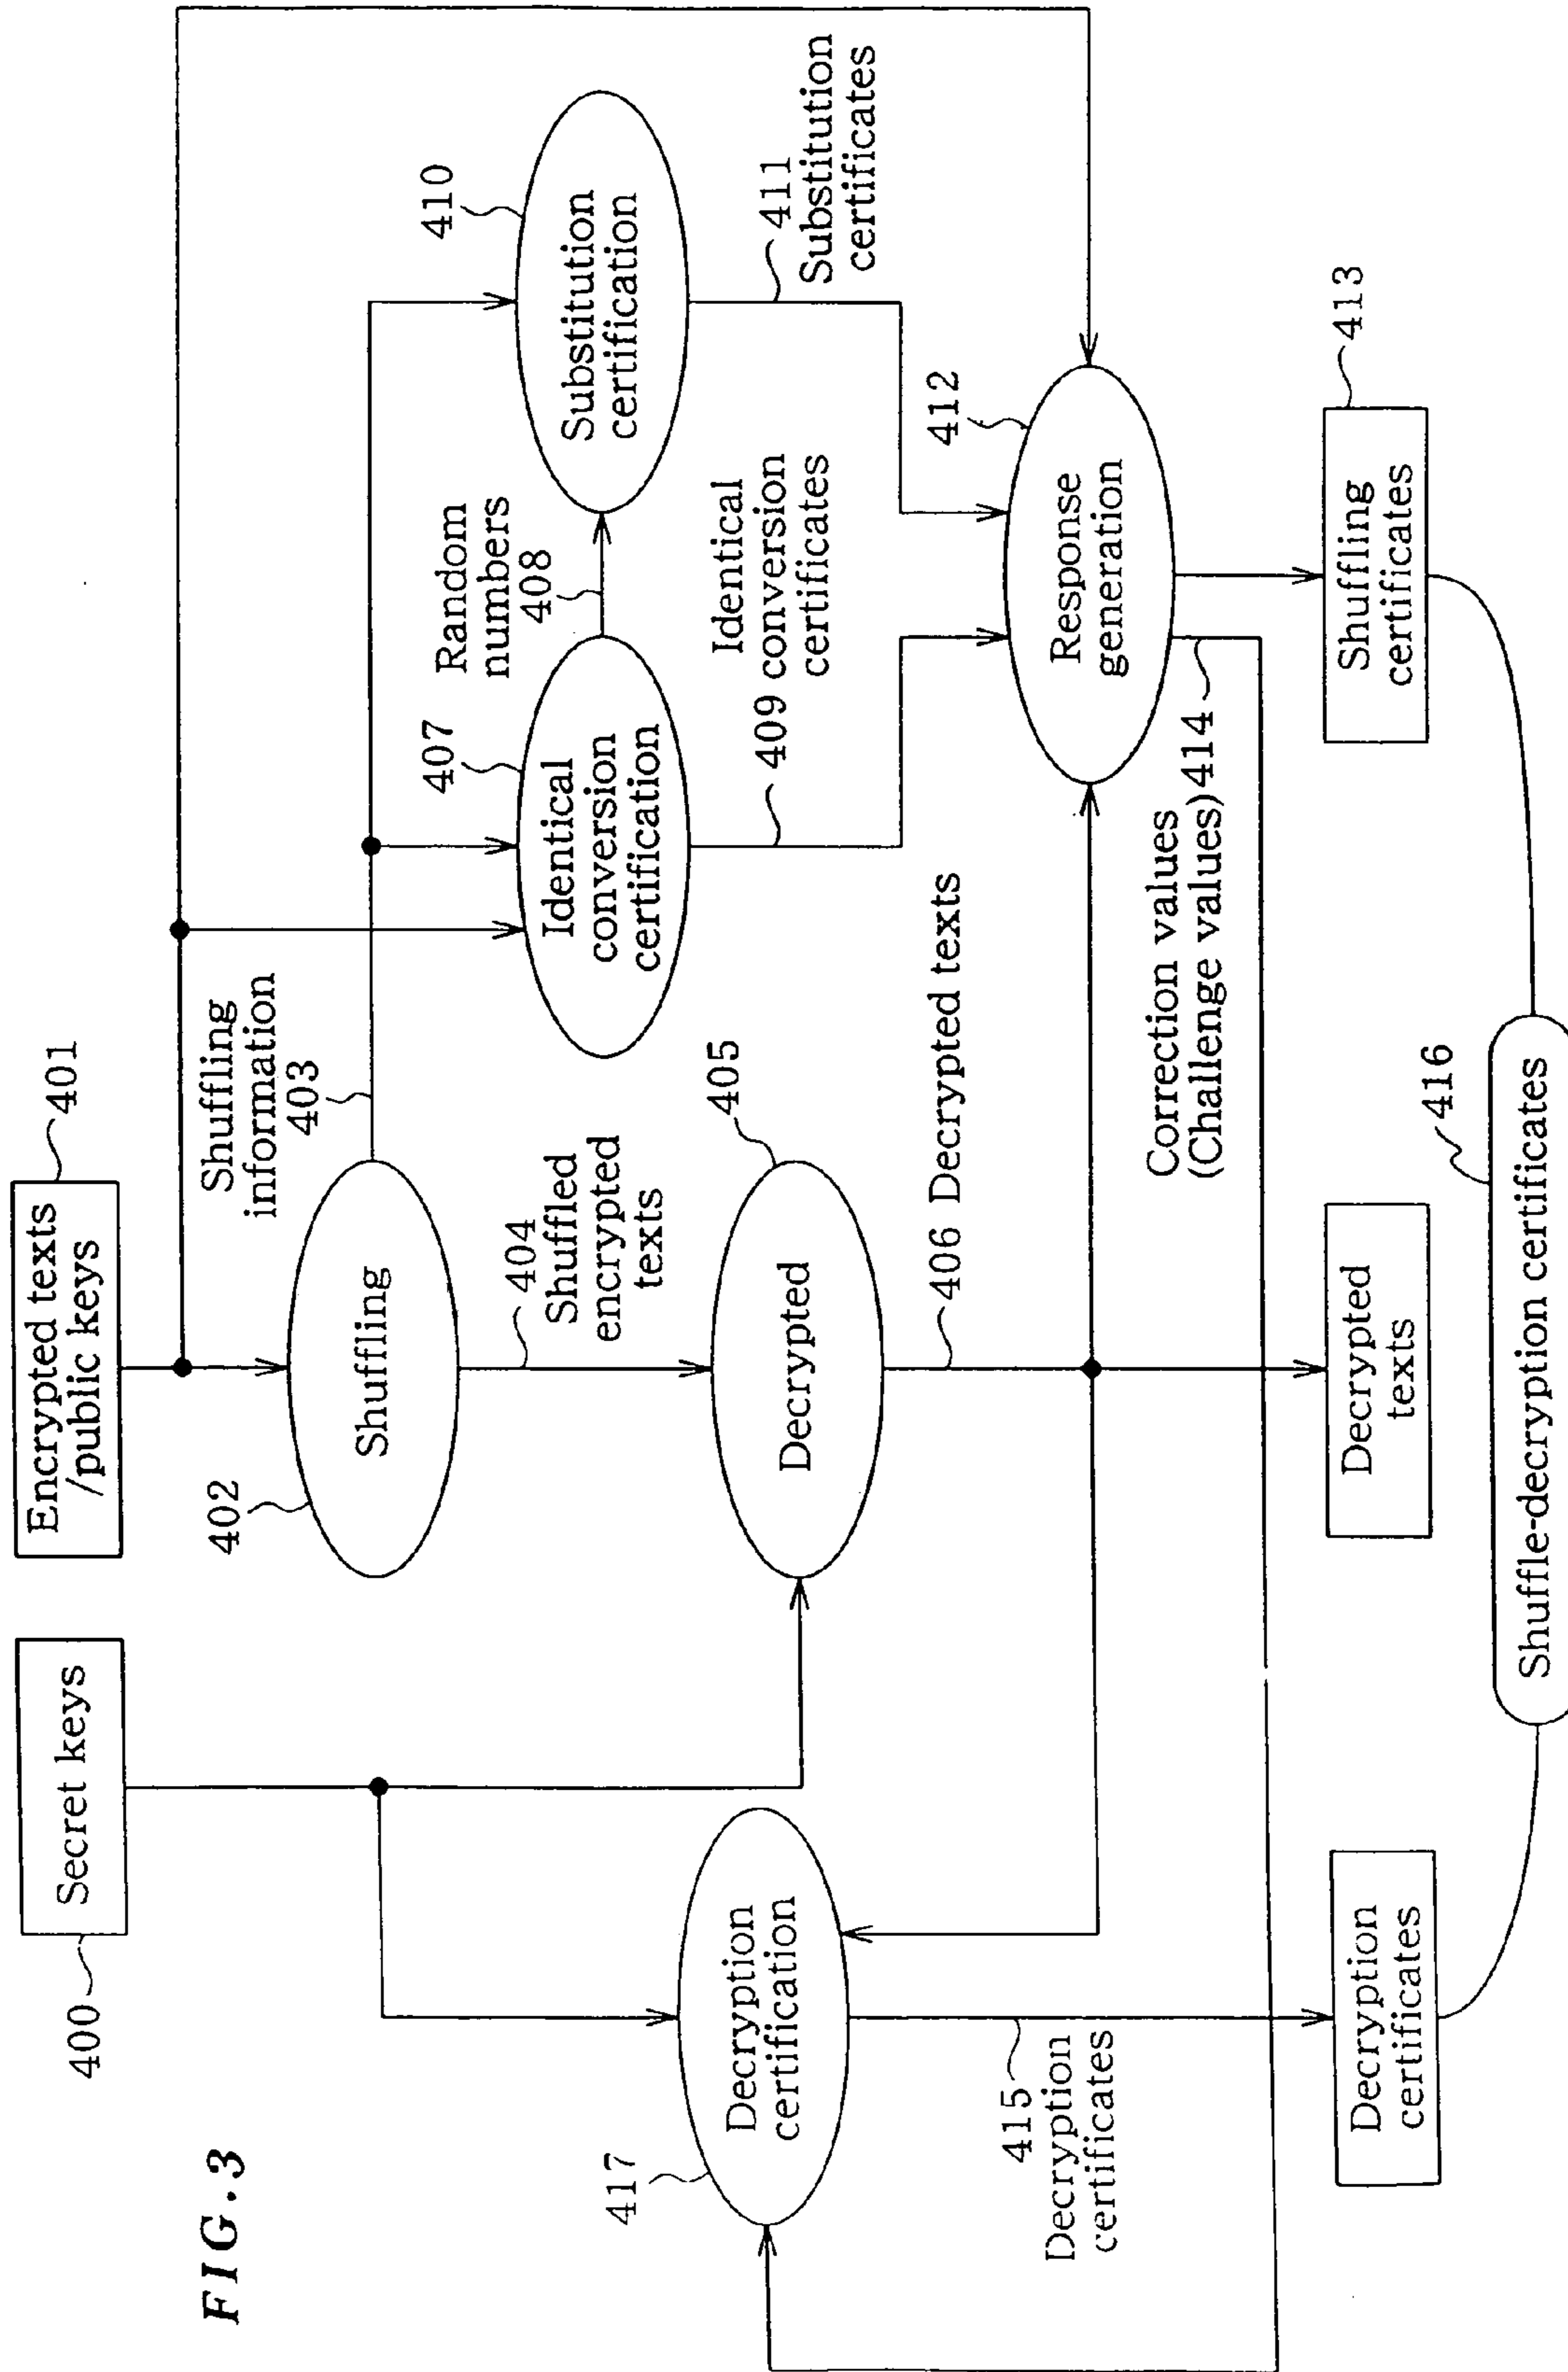 FIG.3
400
Secret keys
Encrypted texts
/public keys
401
402
Shuffling
Shuffling
information
403
404
Shuffled
encrypted
texts
405
Decrypted
406 Decrypted texts
407
Identical
conversion
certification
Random
numbers
408
410
Substitution
certification
409
Identical
conversion
certificates
411
Substitution
certificates
412
Response
generation
Correction values
(Challenge values)
414
417
Decryption
certification
415
Decryption
certificates
Decryption
certificates
Decrypted
texts
Shuffling
certificates
413
416
Shuffle-decryption certificates